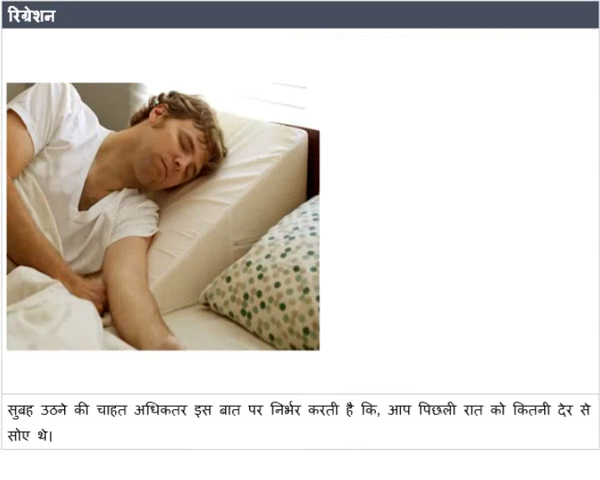 रिग्रेशन
सुबह उठने की चाहत अधिकतर इस बात पर निर्भर करती है कि, आप पिछली रात को कितनी देर से
सोए थे।